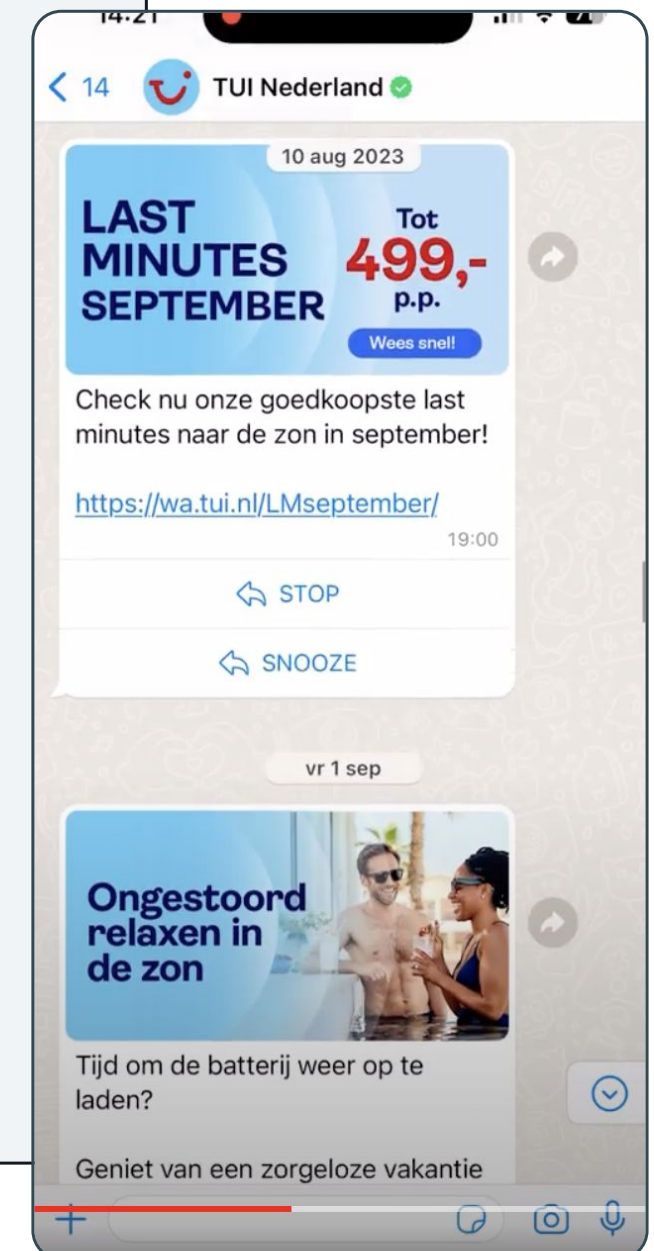 14:21
14
TUI Nederland
10 aug 2023
LAST
MINUTES
SEPTEMBER
Tot
499,-
p.p.
Wees snel!
Check nu onze goedkoopste last
minutes naar de zon in september!
https://wa.tui.nl/LMseptember/
19:00
STOP
SNOOZE
vr 1 sep
Ongestoord
relaxen in
de zon
Tijd om de batterij weer op te
laden?
Geniet van een zorgeloze vakantie